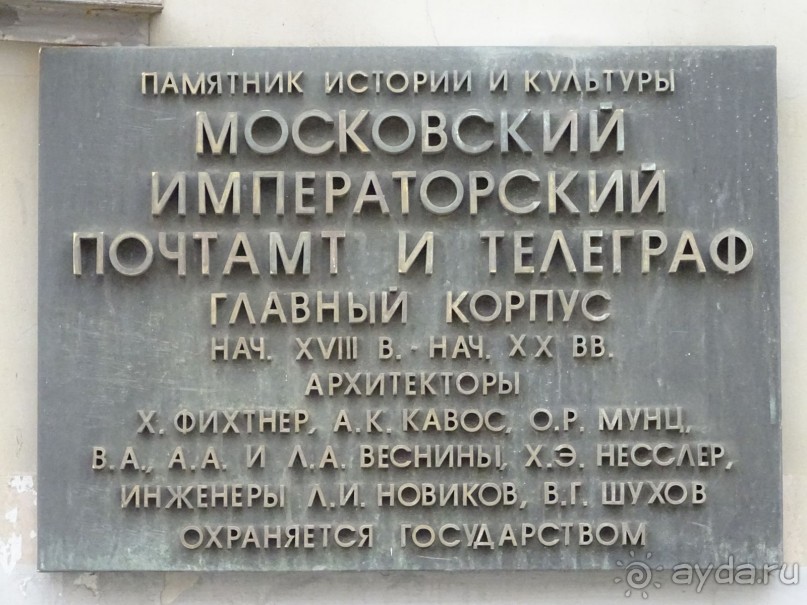 ПАМЯТНИК ИСТОРИИ И КУЛЬТУРЫ
МОСКОВСКИЙ
ИМПЕРАТОРСКИЙ
ПОЧТАМТ И ТЕЛЕГРАФ
ГЛАВНЫЙ КОРПУС
НАЧ. XVIII В. - НАЧ. XX ВВ.
АРХИТЕКТОРЫ
Х. ФИХТНЕР, А.К. КАВОС, О.Р. МУНЦ,
В.А., А.А. И Л.А. ВЕСНИНЫ, Х.Э. НЕССЛЕР,
ИНЖЕНЕРЫ Л.И. НОВИКОВ, В.Г. ШУХОВ
ОХРАНЯЕТСЯ ГОСУДАРСТВОМ
ayda.ru